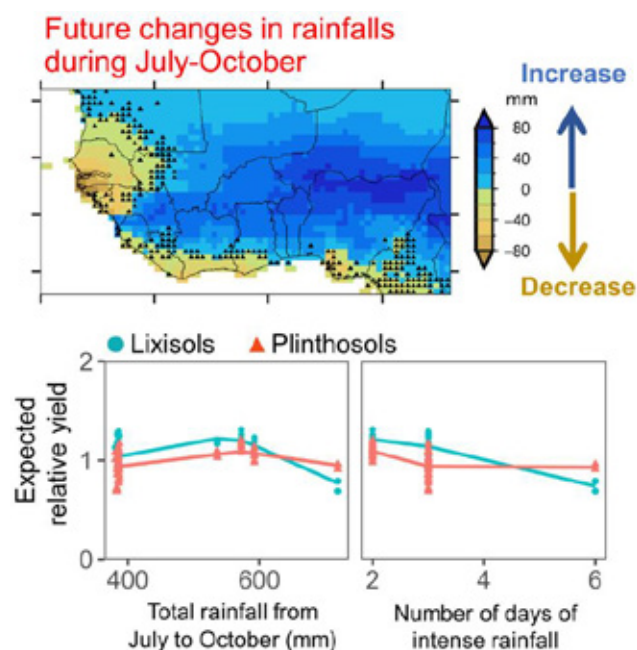 Future changes in rainfalls
during July-October
Increase
mm
80
40
0
−40
−80
Decrease
Lixisols
Plinthosols
Expected
relative yield
2
1
0
400
600
Total rainfall from
July to October (mm)
2
4
6
Number of days of
intense rainfall